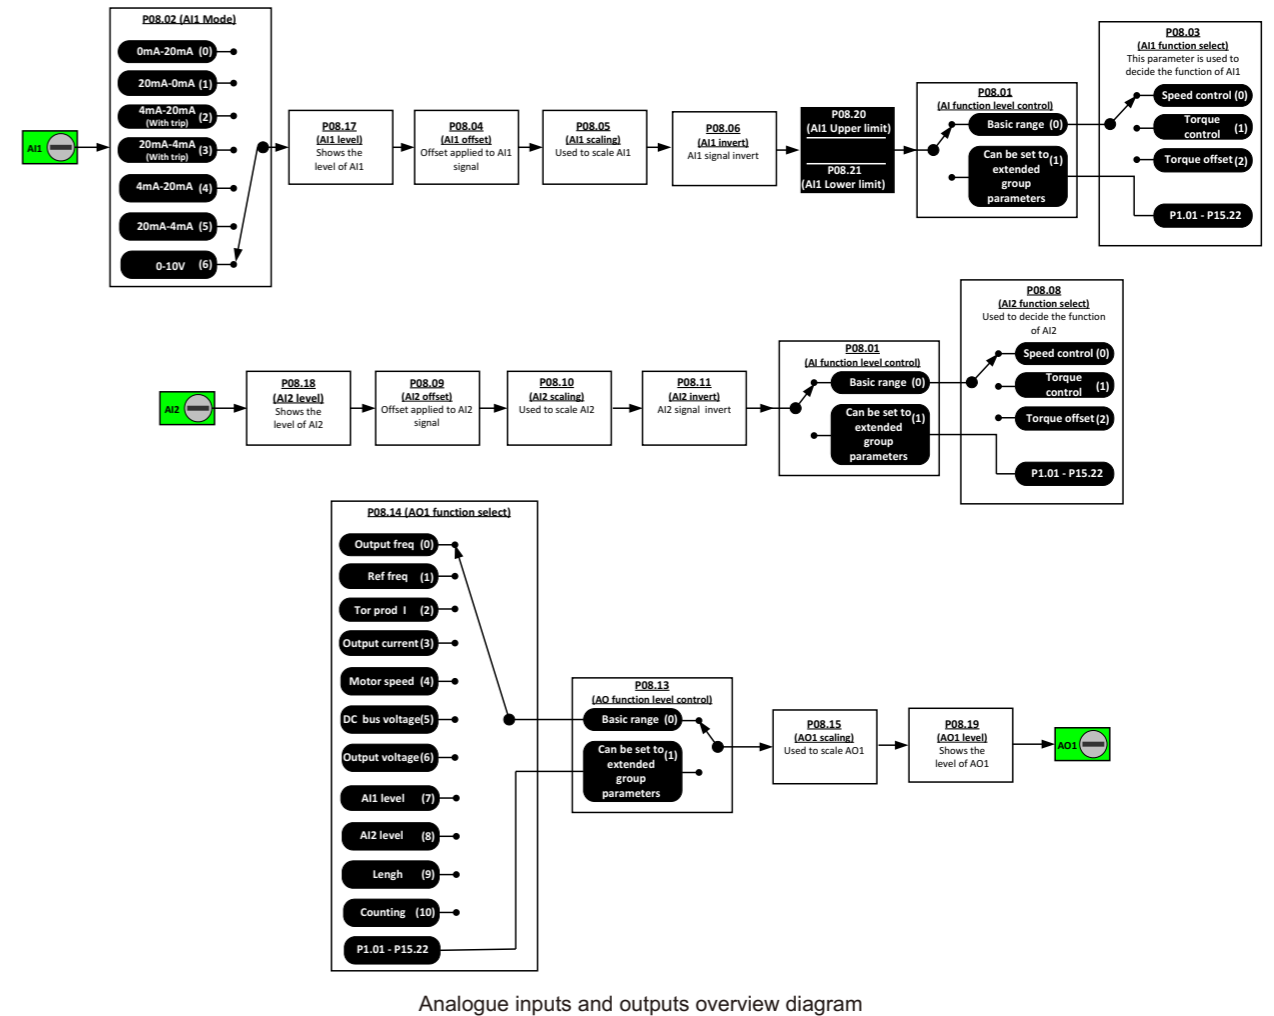 P08.02 (AI1 Mode)
0mA-20mA (0)
20mA-0mA (1)
4mA-20mA (2)
(With trip)
20mA-4mA (3)
(With trip)
4mA-20mA (4)
20mA-4mA (5)
0-10V (6)
AI1
P08.17
(AI1 level)
Shows the
level of AI1
P08.04
(AI1 offset)
Offset applied to AI1
signal
P08.05
(AI1 scaling)
Used to scale AI1
P08.06
(AI1 invert)
AI1 signal invert
P08.20
(AI1 Upper limit)
P08.21
(AI1 Lower limit)
P08.01
(AI function level control)
Basic range (0)
Can be set to (1)
extended
group
parameters
P08.03
(AI1 function select)
This parameter is used to
decide the function of AI1
Speed control (0)
Torque
control (1)
Torque offset (2)
P1.01 - P15.22
AI2
P08.18
(AI2 level)
Shows the
level of AI2
P08.09
(AI2 offset)
Offset applied to AI2
signal
P08.10
(AI2 scaling)
Used to scale AI2
P08.11
(AI2 invert)
AI2 signal invert
P08.01
(AI function level control)
Basic range (0)
Can be set to (1)
extended
group
parameters
P08.08
(AI2 function select)
Used to decide the function
of AI2
Speed control (0)
Torque
control (1)
Torque offset (2)
P1.01 - P15.22
P08.14 (AO1 function select)
Output freq (0)
Ref freq (1)
Tor prod I (2)
Output current (3)
Motor speed (4)
DC bus voltage(5)
Output voltage (6)
AI1 level (7)
AI2 level (8)
Lengh (9)
Counting (10)
P1.01 - P15.22
P08.13
(AO function level control)
Basic range (0)
Can be set to (1)
extended
group
parameters
P08.15
(AO1 scaling)
Used to scale AO1
P08.19
(AO1 level)
Shows the
level of AO1
AO1
Analogue inputs and outputs overview diagram